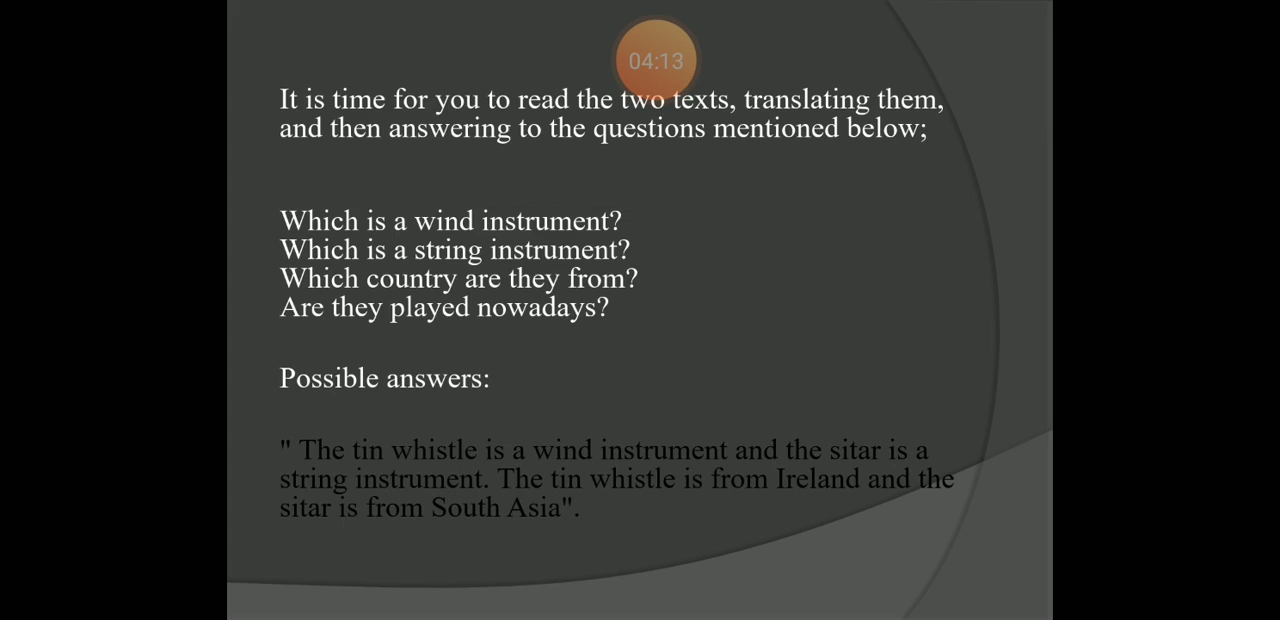 04:13
It is time for you to read the two texts, translating them,
and then answering to the questions mentioned below;
Which is a wind instrument?
Which is a string instrument?
Which country are they from?
Are they played nowadays?
Possible answers:
" The tin whistle is a wind instrument and the sitar is a
string instrument. The tin whistle is from Ireland and the
sitar is from South Asia".